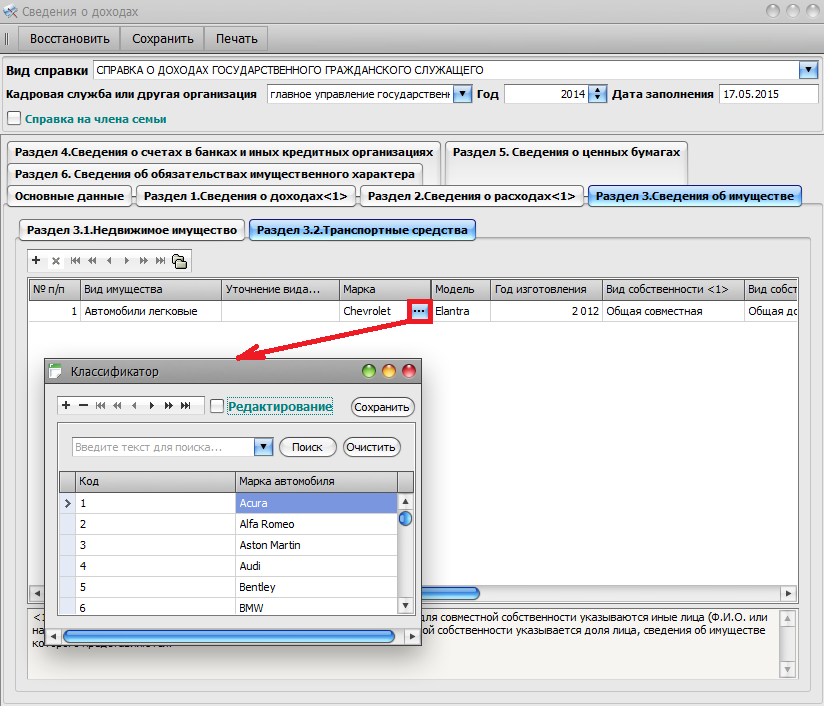 Сведения о доходах
Восстановить Сохранить Печать
Вид справки СПРАВКА О ДОХОДАХ ГОСУДАРСТВЕННОГО ГРАЖДАНСКОГО СЛУЖАЩЕГО
Кадровая служба или другая организация главное управление государствен Год 2014 Дата заполнения 17.05.2015
Справка на члена семьи
Раздел 4.Сведения о счетах в банках и иных кредитных организациях Раздел 5. Сведения о ценных бумагах
Раздел 6. Сведения об обязательствах имущественного характера
Основные данные Раздел 1.Сведения о доходах<1> Раздел 2.Сведения о расходах<1> Раздел 3.Сведения об имуществе
Раздел 3.1.Недвижимое имущество Раздел 3.2.Транспортные средства
№ п/п Вид имущества Уточнение вида... Марка Модель Год изготовления Вид собственности <1> Вид собст
1 Автомобили легковые Chevrolet ... Elantra 2 012 Общая совместная Общая до
Классификатор
Редактирование Сохранить
Введите текст для поиска... Поиск Очистить
Код Марка автомобиля
1 Acura
2 Alfa Romeo
3 Aston Martin
4 Audi
5 Bentley
6 BMW
<1 для совместной собственности указываются иные лица (Ф.И.О. или
на ой собственности указывается доля лица, сведения об имуществе